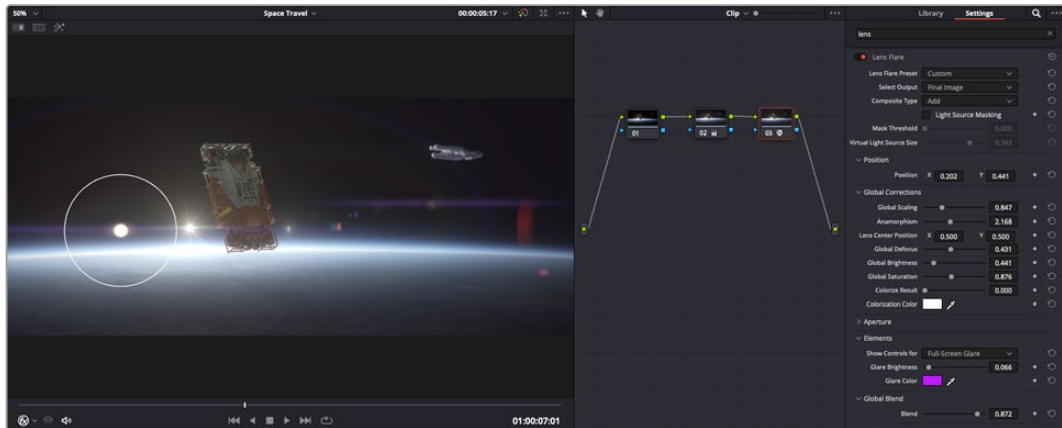 50%
Space Travel
00:00:05:17
Clip
Library
Settings
lens
Lens Flare
Lens Flare Preset
Custom
Select Output
Final Image
Composite Type
Add
Light Source Masking
Mask Threshold
0.000
Virtual Light Source Size
0.743
Position
Position X 0.202 Y 0.441
Global Corrections
Global Scaling
0.847
Anamorphism
2.168
Lens Center Position X 0.500 Y 0.500
Global Defocus
0.431
Global Brightness
0.441
Global Saturation
0.876
Colorize Result
0.000
Colorization Color
Aperture
Elements
Show Controls for
Full-Screen Glare
Glare Brightness
0.066
Glare Color
Global Blend
Blend
0.872
01
02
03
01:00:07:01